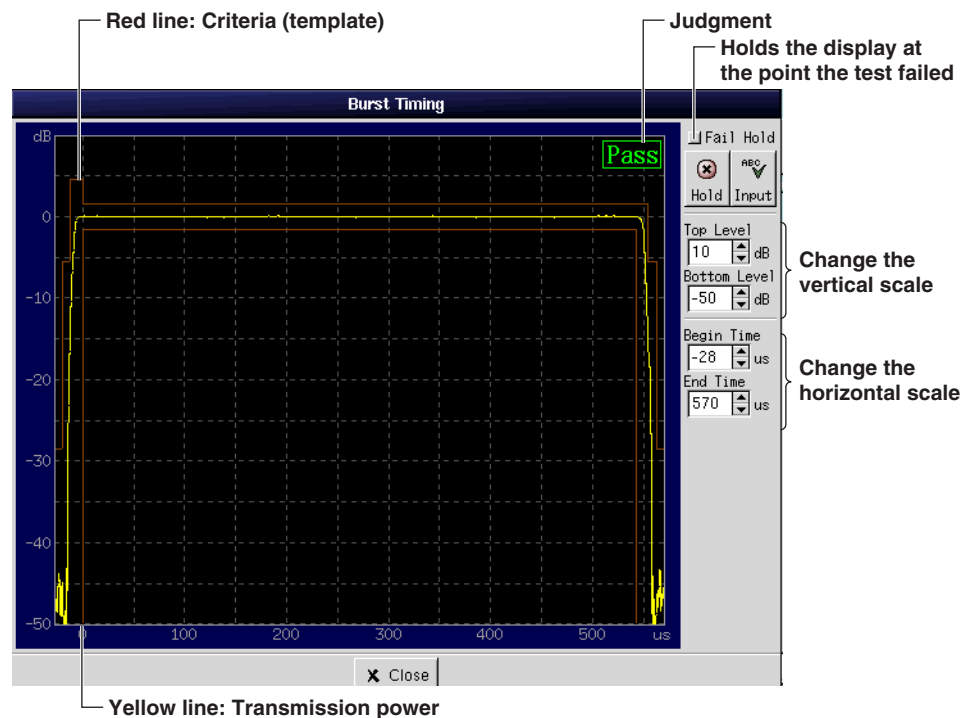 Red line: Criteria (template)
Judgment
Holds the display at
the point the test failed
Burst Timing
dB
Pass
Fail Hold
Hold
ABC
Input
0
-10
-20
-30
-40
-50
0
100
200
300
400
500
us
Top Level
10
dB
Bottom Level
-50
dB
Change the
vertical scale
Begin Time
-28
us
End Time
570
us
Change the
horizontal scale
Close
Yellow line: Transmission power